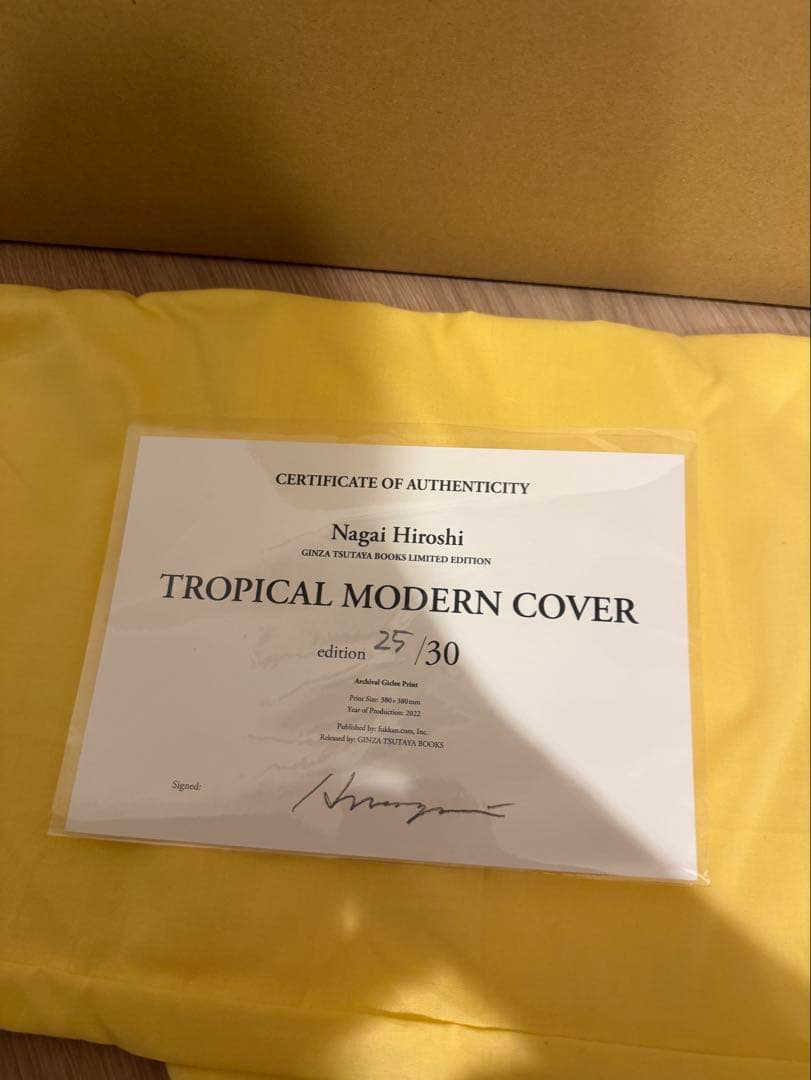 CERTIFICATE OF AUTHENTICITY
Nagai Hiroshi
GINZA TSUTAYA BOOKS LIMITED EDITION
TROPICAL MODERN COVER
edition 25/30
Archival Giclee Print
Print Size: 380×380mm
Year of Production: 2022
Published by: fukkan.com, Inc.
Released by: GINZA TSUTAYA BOOKS
Signed: